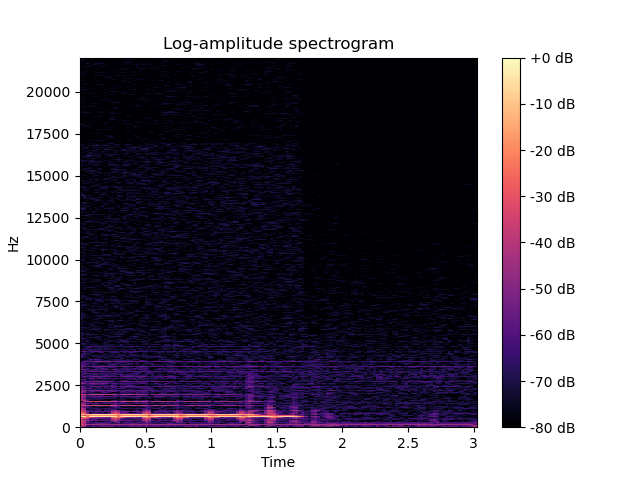 Log-amplitude spectrogram
+0 dB
20000
-10 dB
17500
-20 dB
15000
-30 dB
12500
Hz
-40 dB
10000
-50 dB
7500
-60 dB
5000
2500
-70 dB
0
-80 dB
0 0.5 1 1.5 2 2.5 3
Time